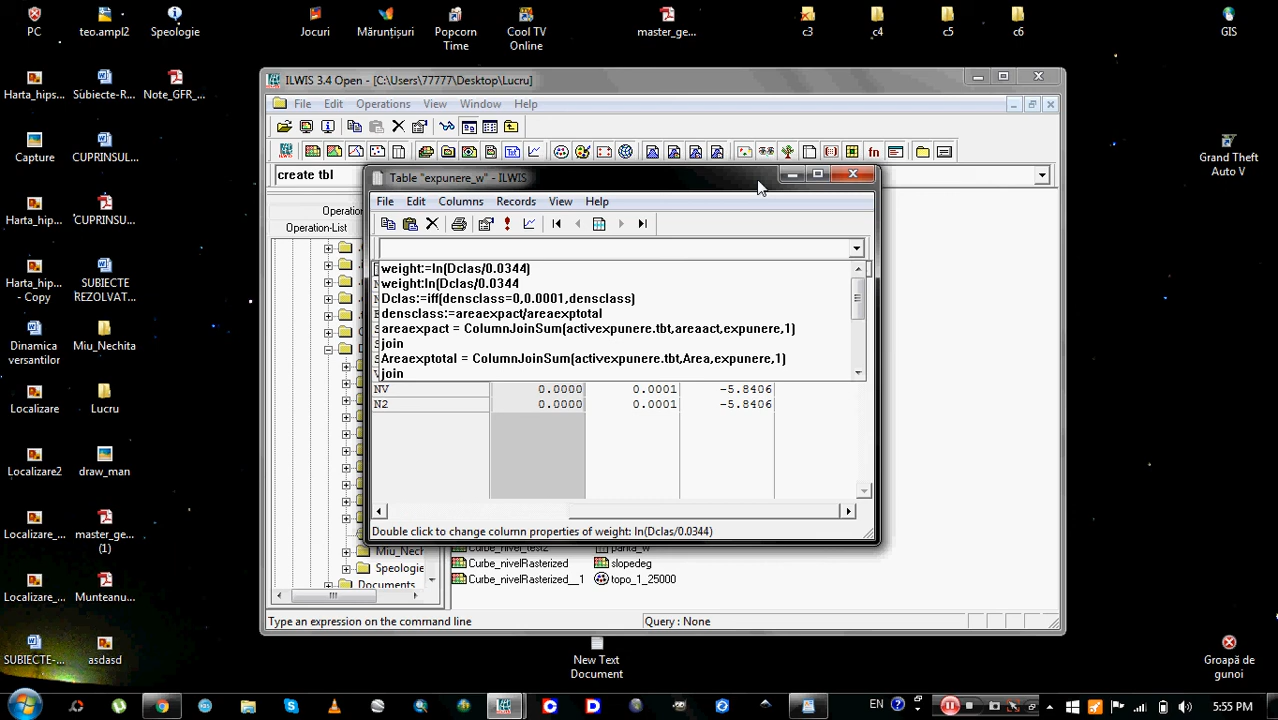 PC
teo.ampl2
Speologie
Jocuri
Mărunțișuri
Popcorn
Time
Cool TV
Online
master_ge...
c3
c4
c5
c6
GIS
Harta_hips...
Subiecte-R...
Note_GFR_...
Capture
CUPRINSUL...
Harta_hip...
- Copy
SUBIECTE
REZOLVAT...
Dinamica
versantilor
Miu_Nechita
Localizare
Lucru
Localizare2
draw_man
Localizare_...
master_ge...
(1)
Localizare_...
Munteanu...
SUBIECTE-...
asdasd
New Text
Document
Grand Theft
Auto V
Groapă de
gunoi
ILWIS 3.4 Open - [C:\Users\77777\Desktop\Lucru]
File Edit Operations View Window Help
create tbl
Operation-List
Table "expunere_w" - ILWIS
File Edit Columns Records View Help
weight:=ln(Dclas/0.0344)
weight:ln(Dclas/0.0344
Dclas:=iff(densclass=0,0.0001,densclass)
densclass:=areaexpact/areaexptotal
areaexpact = ColumnJoinSum(activexpunere.tbt,areaact,expunere,1)
join
Areaexptotal = ColumnJoinSum(activexpunere.tbt,Area,expunere,1)
join
NV 0.0000 0.0001 -5.8406
N2 0.0000 0.0001 -5.8406
Double click to change column properties of weight: ln(Dclas/0.0344)
Miu_Nech...
Speologie
Documents
Curbe_nivel_test2 panta_w
Curbe_nivelRasterized slopedeg
Curbe_nivelRasterized__1 topo_1_25000
Type an expression on the command line
Query : None
EN
5:55 PM